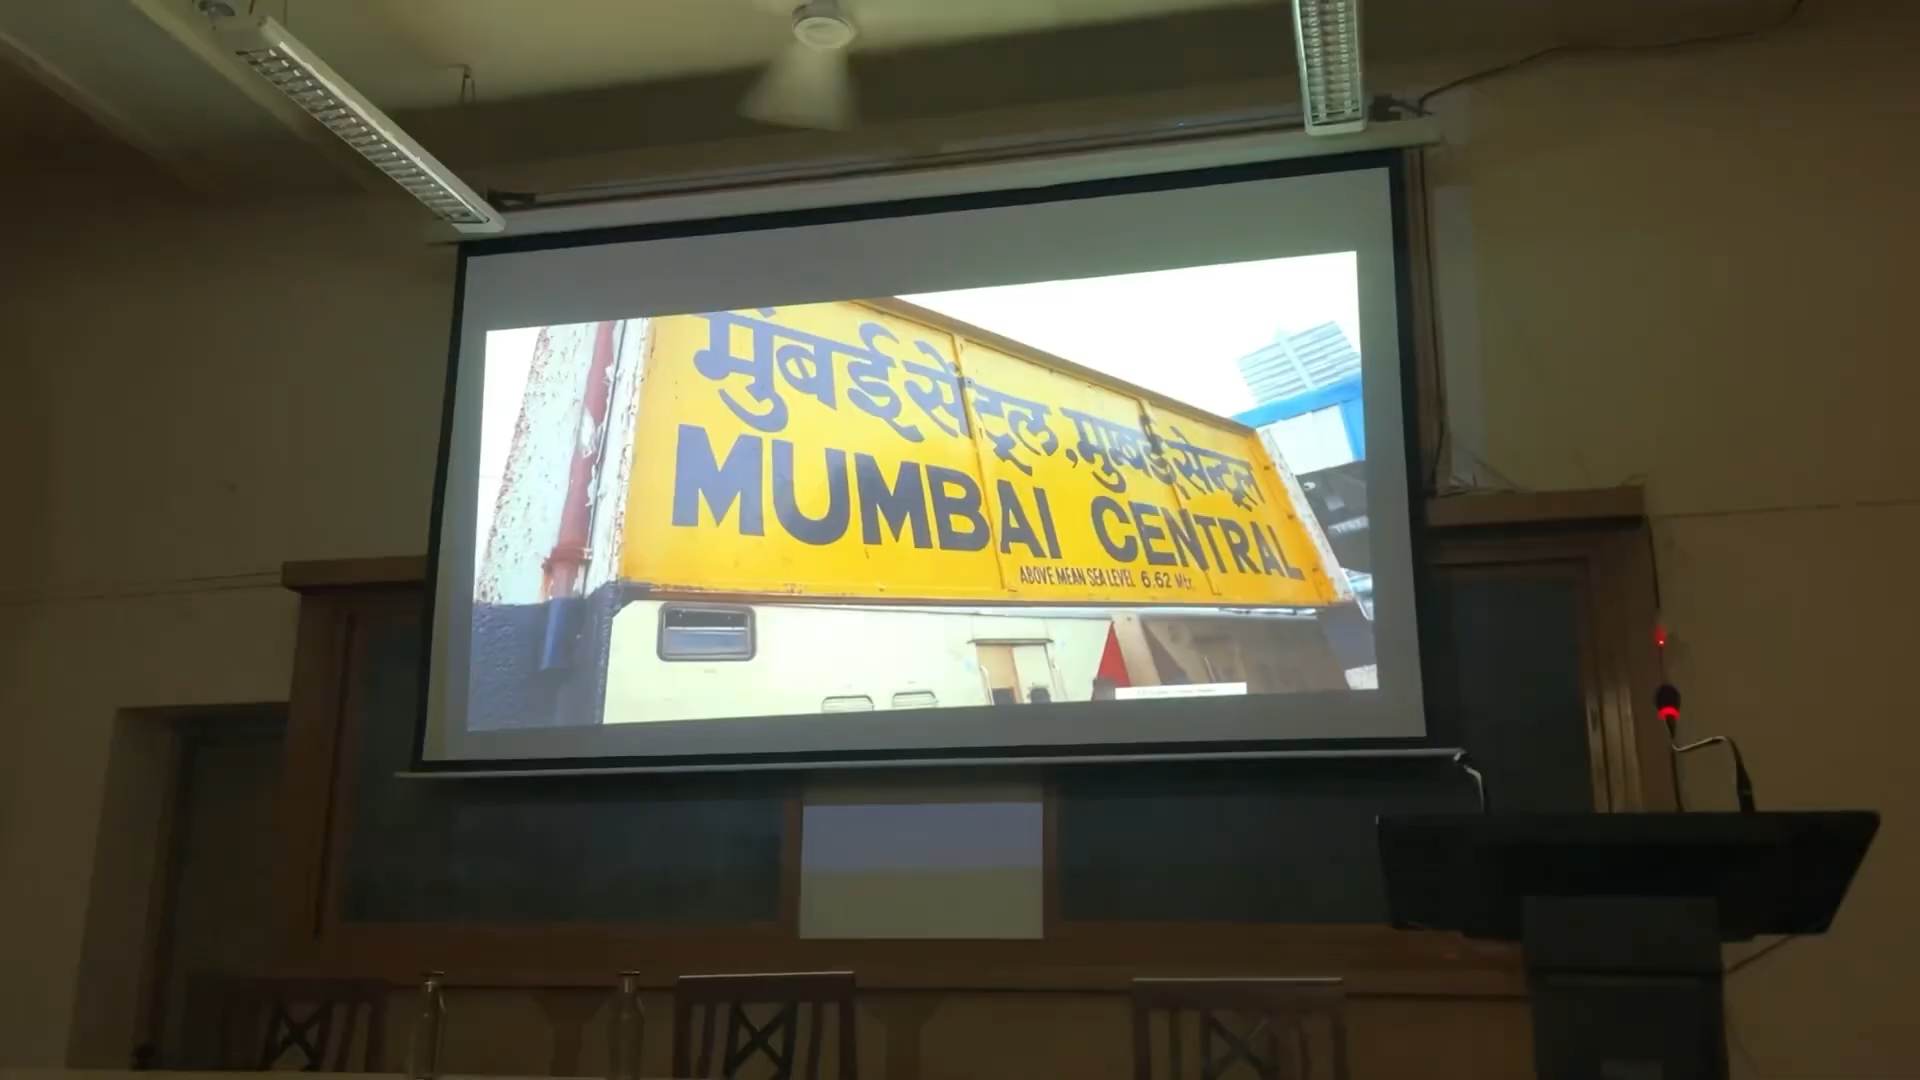 मुंबई सेंट्रल, मुम्बई सेन्ट्रल
MUMBAI CENTRAL
ABOVE MEAN SEA LEVEL 6.62 Mtr.